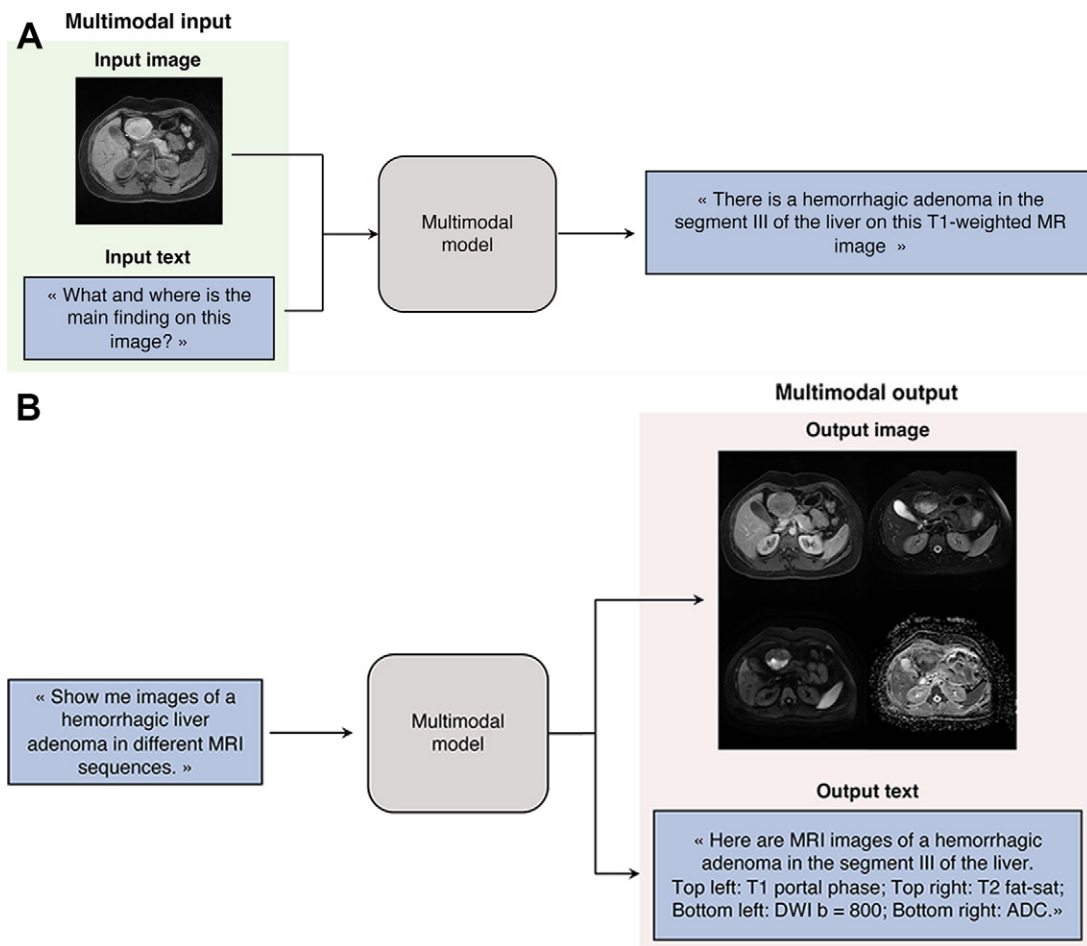 A
Multimodal input
Input image
Input text
« What and where is the
main finding on this
image? »
Multimodal
model
« There is a hemorrhagic adenoma in the
segment III of the liver on this T1-weighted MR
image »
B
« Show me images of a
hemorrhagic liver
adenoma in different MRI
sequences. »
Multimodal
model
Multimodal output
Output image
Output text
« Here are MRI images of a hemorrhagic
adenoma in the segment III of the liver.
Top left: T1 portal phase; Top right: T2 fat-sat;
Bottom left: DWI b = 800; Bottom right: ADC.»